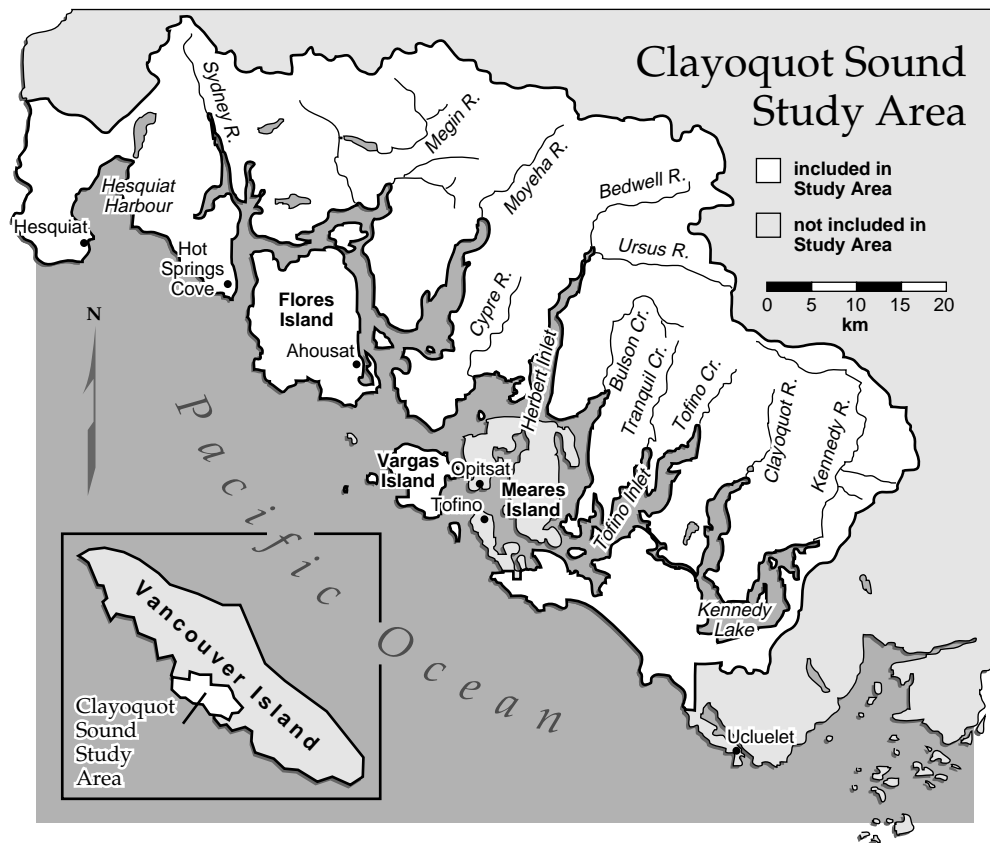 Clayoquot Sound
Study Area
included in
Study Area
not included in
Study Area
0 5 10 15 20
km
Sydney R.
Megin R.
Moyeha R.
Bedwell R.
Ursus R.
Hesquiat
Harbour
Hesquiat
Hot
Springs
Cove
Flores
Island
Ahousat
Cypre R.
Herbert Inlet
Bulson Cr.
Tranquil Cr.
Tofino Cr.
Clayoquot R.
Kennedy R.
N
Vargas
Island
Opitsat
Meares
Island
Tofino
Tofino Inlet
Kennedy
Lake
Ucluelet
Pacific Ocean
Vancouver Island
Clayoquot
Sound
Study
Area